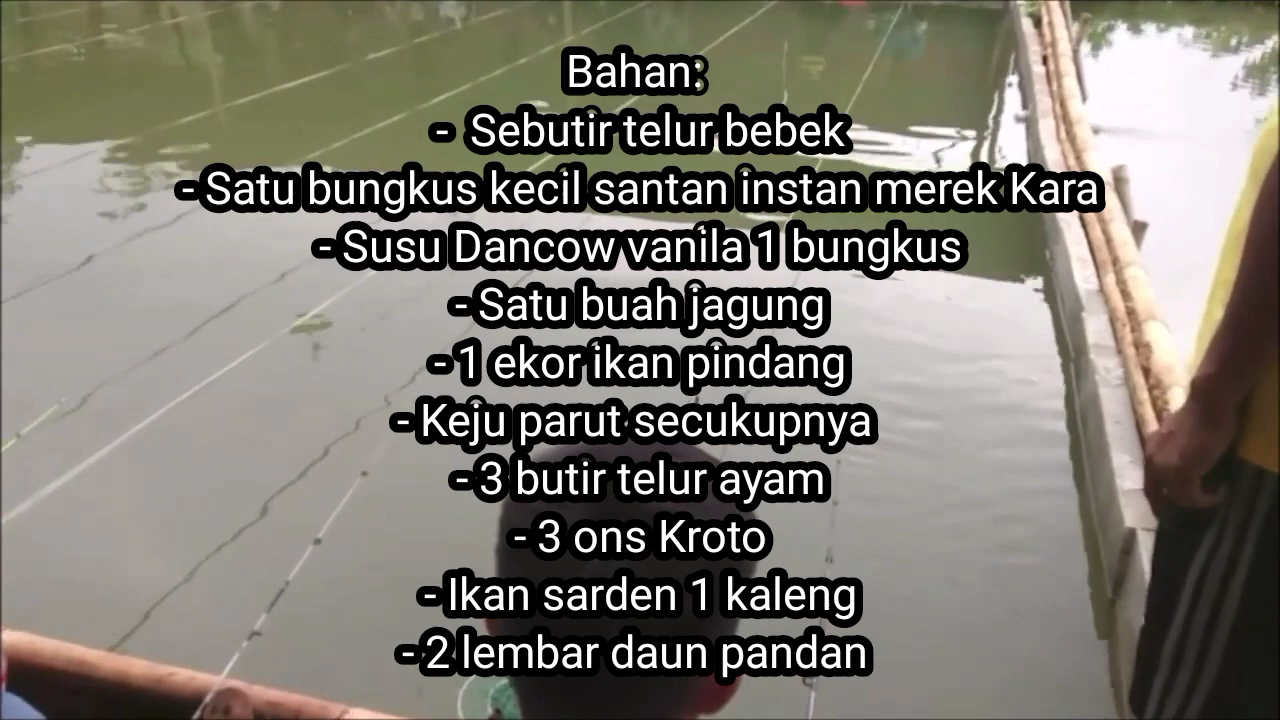 Bahan:
- Sebutir telur bebek
- Satu bungkus kecil santan instan merek Kara
- Susu Dancow vanila 1 bungkus
- Satu buah jagung
- 1 ekor ikan pindang
- Keju parut secukupnya
- 3 butir telur ayam
- 3 ons Kroto
- Ikan sarden 1 kaleng
- 2 lembar daun pandan